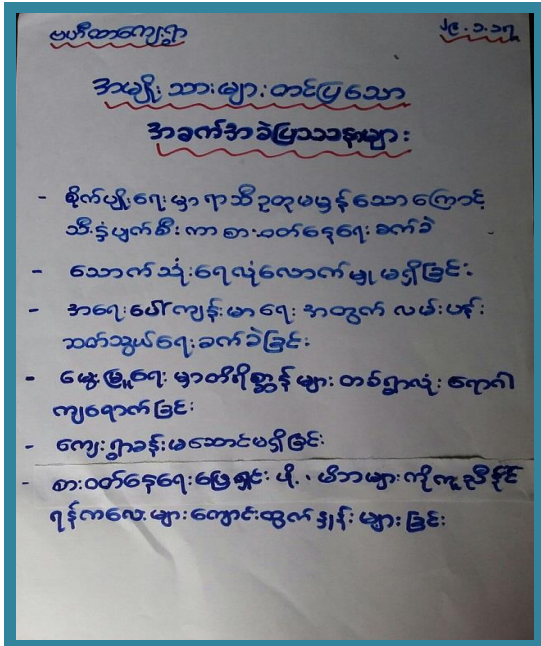 ဗဟီထာကျေးရွာ
၂၉.၁.၁၇
အမျိုးသားများတင်ပြသော
အခက်အခဲပြဿနာများ
- စိုက်ပျိုးရေးမှာ ရာသီဥတုမမှန်သောကြောင့်
သီးနှံပျက်စီးကာ စားဝတ်နေရေးခက်ခဲ
- သောက်သုံးရေလုံလောက်မှုမရှိခြင်း
- အရေးပေါ်ကျန်းမာရေးအတွက် လမ်းပန်း
ဆက်သွယ်ရေးခက်ခဲခြင်း
- မွေးမြူရေးမှာတိရိစ္ဆာန်များ တစ်ရွာလုံး ရောဂါ
ကျရောက်ခြင်း
- ကျေးရွာခန်းမဆောင်မရှိခြင်း
- စားဝတ်နေရေးဖြေရှင်းဖို့၊ မိဘများကိုကူညီနိုင်
ရန်ကလေးများကျောင်းထွက်နှုန်းများခြင်း